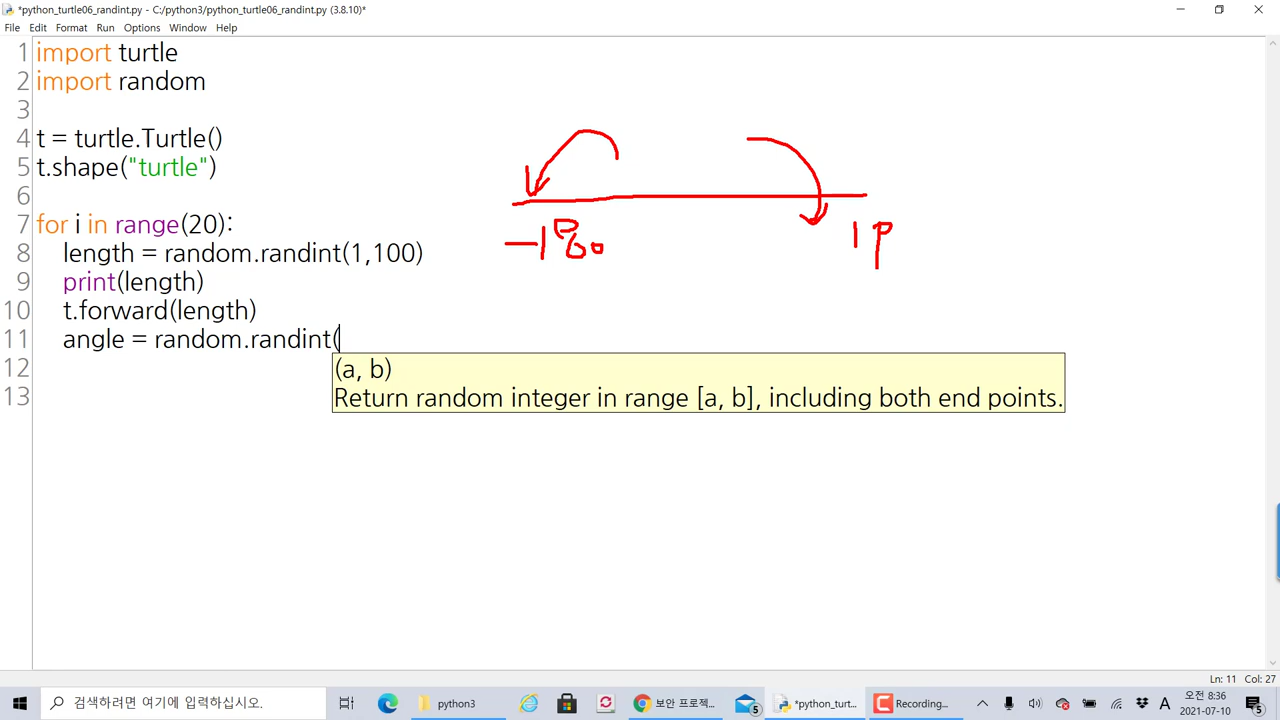 *python_turtle06_randint.py - C:/python3/python_turtle06_randint.py (3.8.10)*
File Edit Format Run Options Window Help
1 import turtle
2 import random
3
4 t = turtle.Turtle()
5 t.shape("turtle")
6
7 for i in range(20):
8 length = random.randint(1,100)
9 print(length)
10 t.forward(length)
11 angle = random.randint(
12
13
(a, b)
Return random integer in range [a, b], including both end points.
-180
Ln: 11 Col: 27
검색하려면 여기에 입력하십시오.
python3
보안 프로젝...
5
*python_turt...
Recording...
A
오전 8:36
2021-07-10
5